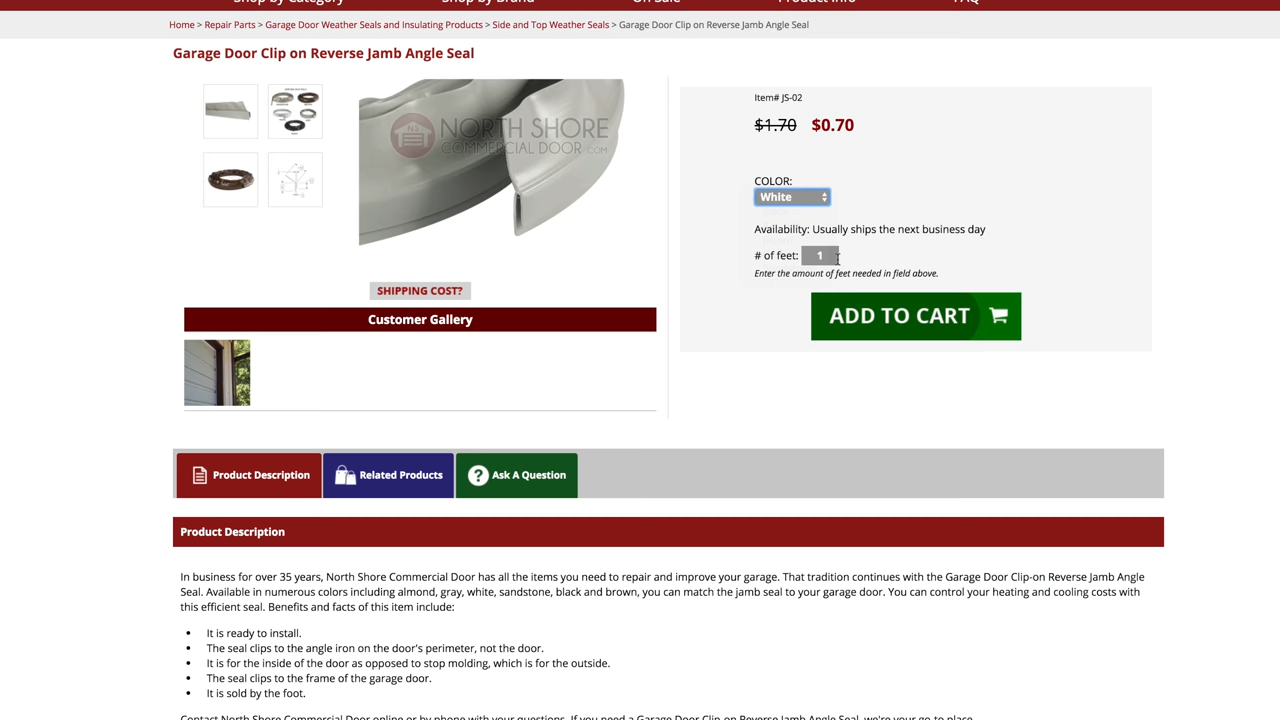 Shop by Category Shop by Brand On Sale Product Info FAQ
Home > Repair Parts > Garage Door Weather Seals and Insulating Products > Side and Top Weather Seals > Garage Door Clip on Reverse Jamb Angle Seal
Garage Door Clip on Reverse Jamb Angle Seal
NS
NORTH SHORE
COMMERCIAL DOOR.COM
SHIPPING COST?
Customer Gallery
Item# JS-02
$1.70 $0.70
COLOR:
White
Availability: Usually ships the next business day
# of feet: 1
Enter the amount of feet needed in field above.
ADD TO CART
Product Description
Related Products
Ask A Question
Product Description
In business for over 35 years, North Shore Commercial Door has all the items you need to repair and improve your garage. That tradition continues with the Garage Door Clip-on Reverse Jamb Angle
Seal. Available in numerous colors including almond, gray, white, sandstone, black and brown, you can match the jamb seal to your garage door. You can control your heating and cooling costs with
this efficient seal. Benefits and facts of this item include:
• It is ready to install.
• The seal clips to the angle iron on the door's perimeter, not the door.
• It is for the inside of the door as opposed to stop molding, which is for the outside.
• The seal clips to the frame of the garage door.
• It is sold by the foot.
Contact North Shore Commercial Door online or by phone with your questions. If you need a Garage Door Clip-on Reverse Jamb Angle Seal, we're your go-to place.